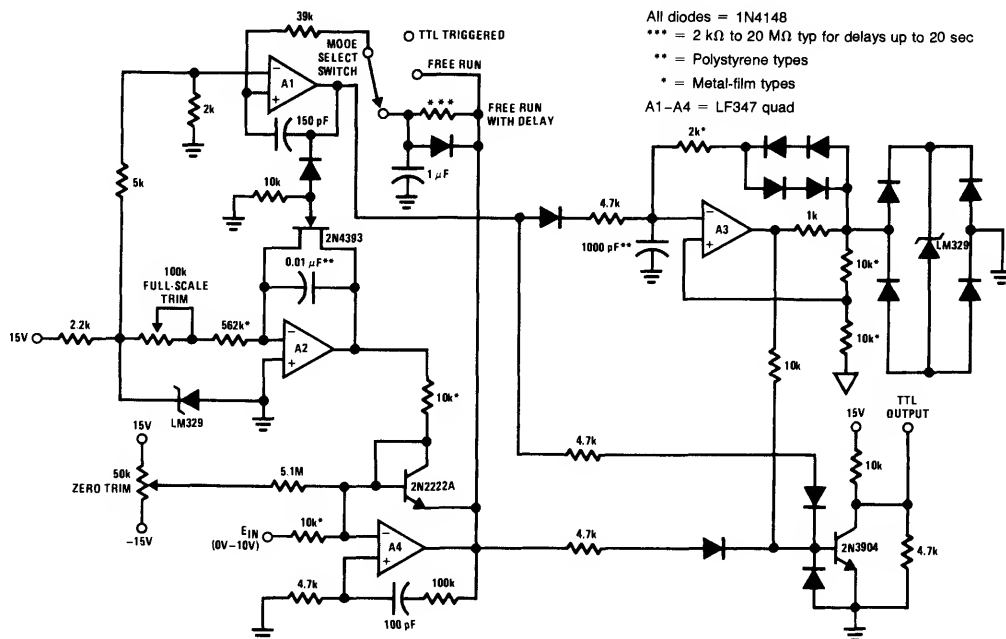 All diodes = 1N4148
*** = 2 kΩ to 20 MΩ typ for delays up to 20 sec
** = Polystyrene types
* = Metal-film types
A1–A4 = LF347 quad
39k
MODE
SELECT
SWITCH
TTL TRIGGERED
FREE RUN
***
FREE RUN
WITH DELAY
1 µF
−
+
A1
2k
150 pF
5k
10k
2N4393
0.01 µF**
100k
FULL-SCALE
TRIM
15V
2.2k
562k*
−
+
A2
LM329
10k*
15V
50k
ZERO TRIM
−15V
5.1M
2N2222A
EIN
(0V–10V)
10k*
−
+
A4
4.7k
100 pF
100k
2k*
4.7k
1000 pF**
−
+
A3
1k
10k*
10k*
LM329
10k
4.7k
4.7k
15V
TTL
OUTPUT
10k
2N3904
4.7k